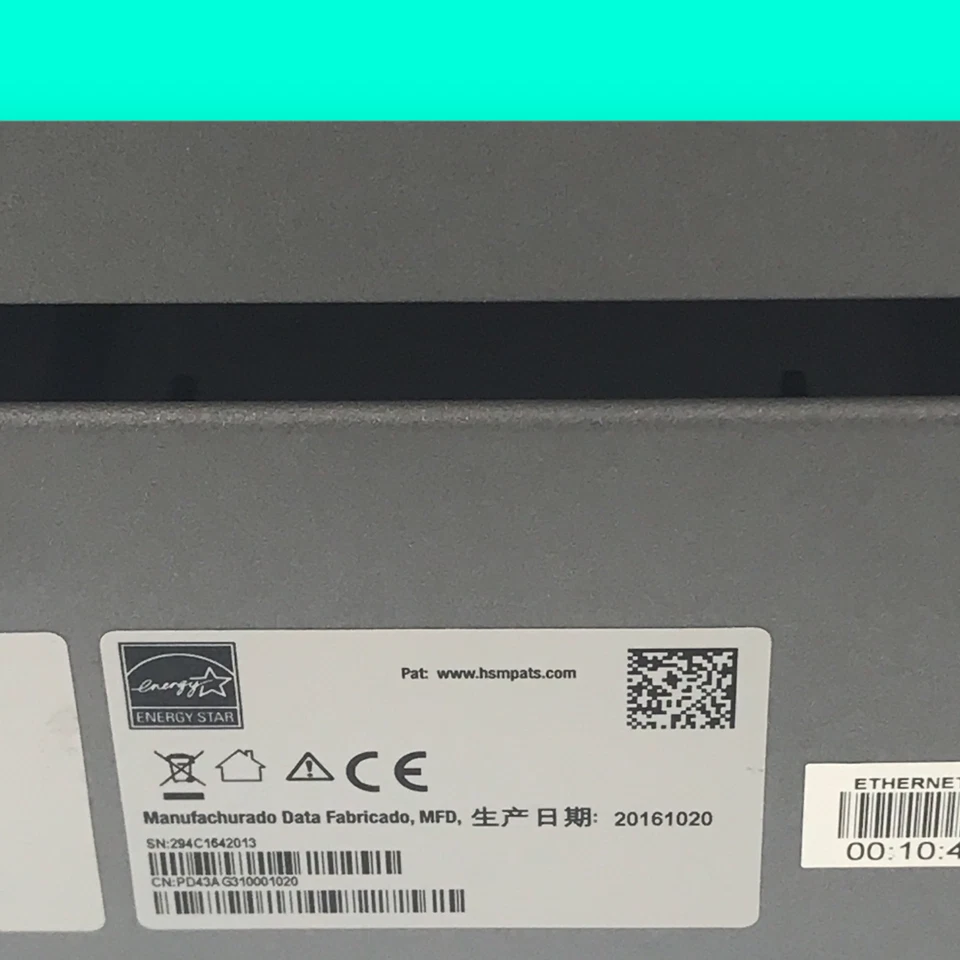 energy
ENERGY STAR
Pat: www.hsmpats.com
CE
Manufachurado Data Fabricado, MFD, 生产日期: 20161020
SN:294C1642013
CN:PD43AG310001020
ETHERNET
00:10:4